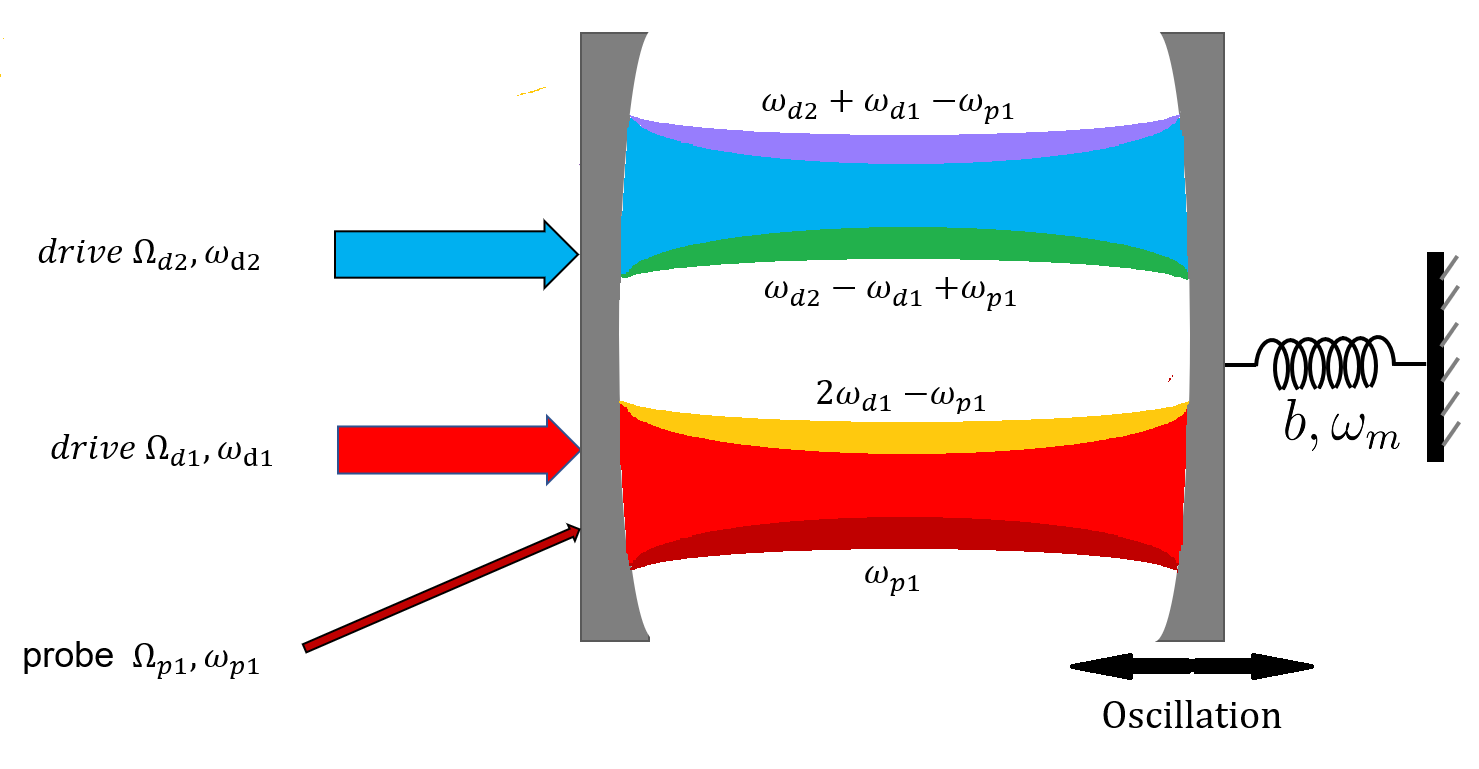 ω_{d2} + ω_{d1} −ω_{p1}
drive Ω_{d2}, ω_{d2}
ω_{d2} − ω_{d1} +ω_{p1}
2ω_{d1} −ω_{p1}
b, ω_m
drive Ω_{d1}, ω_{d1}
ω_{p1}
probe Ω_{p1}, ω_{p1}
Oscillation